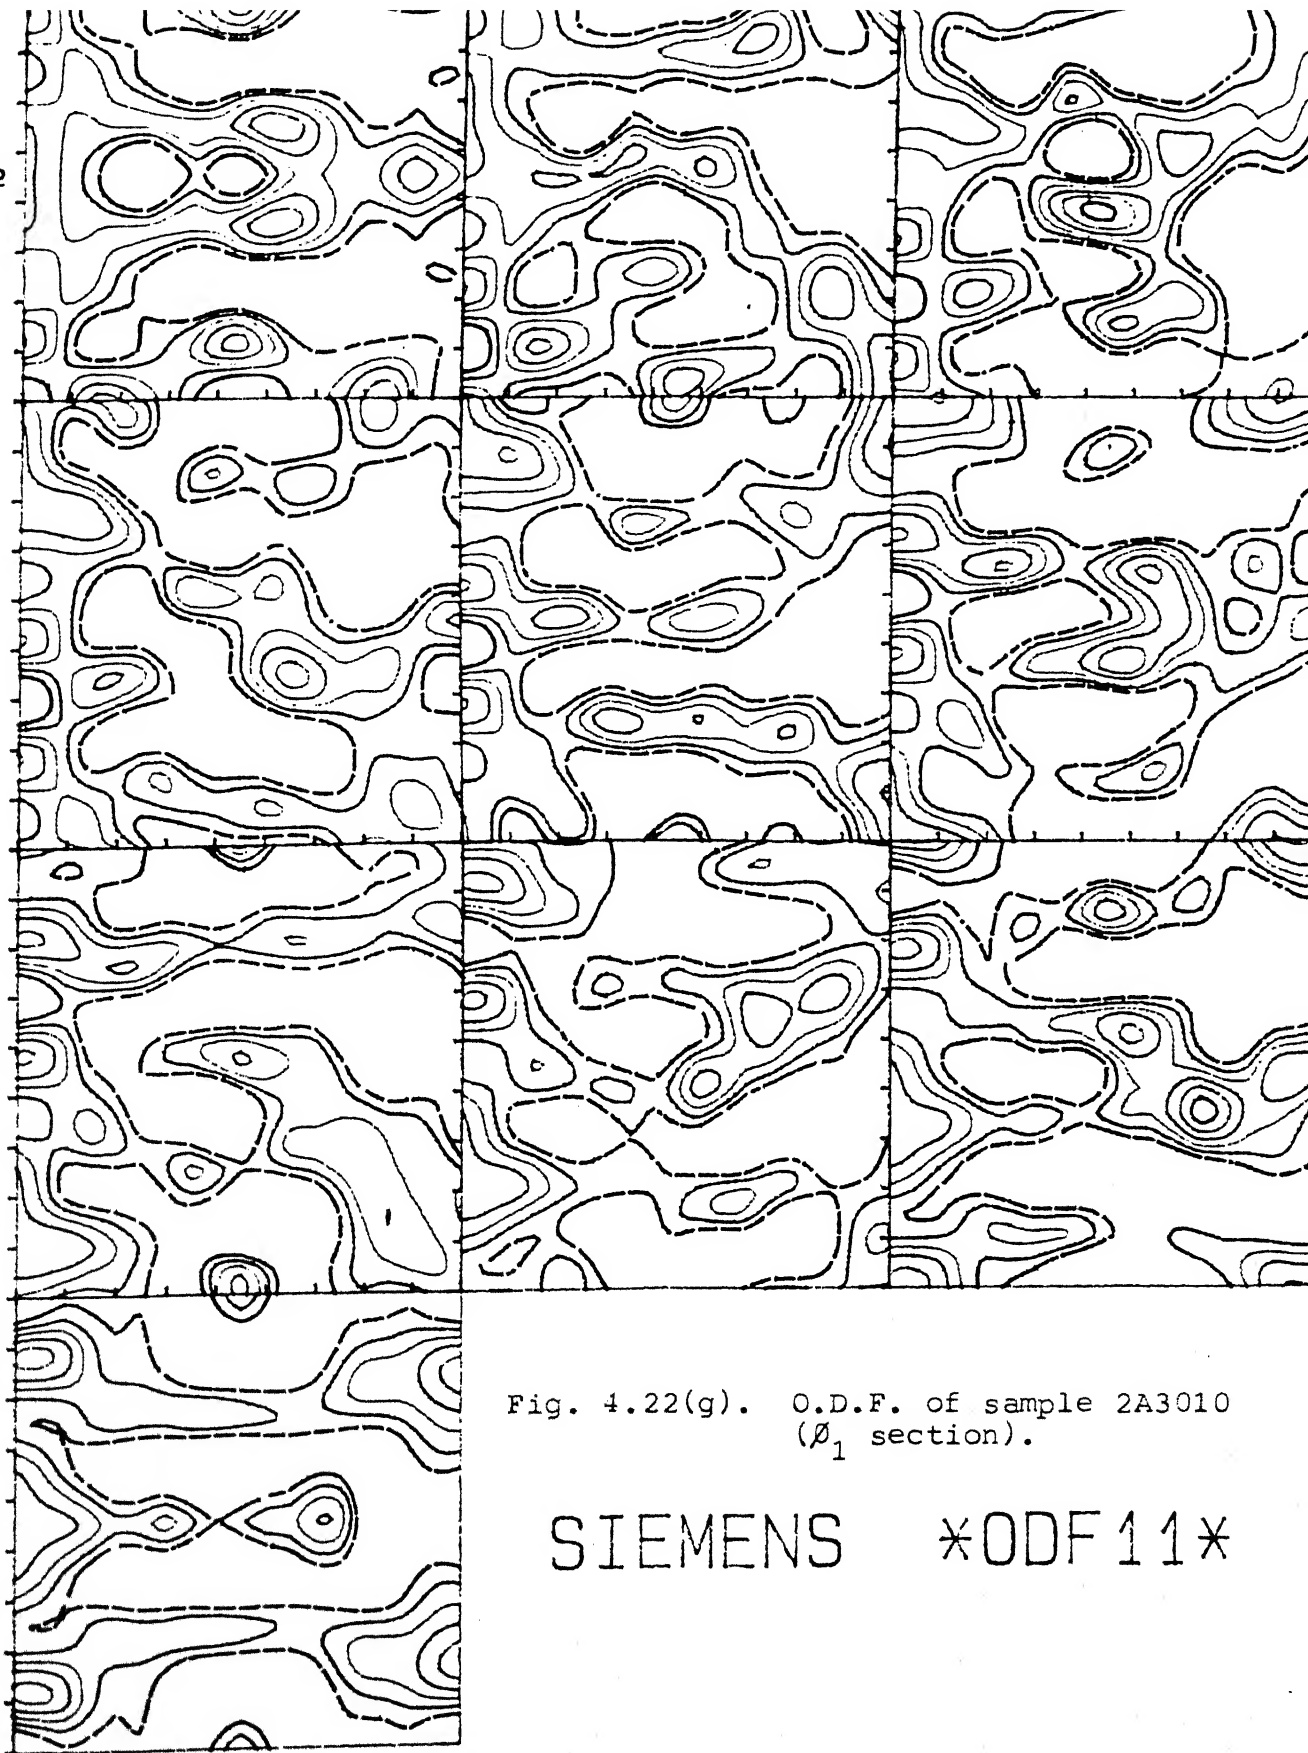 Fig. 4.22(g). O.D.F. of sample 2A3010
(Ø₁ section).
SIEMENS *ODF11*